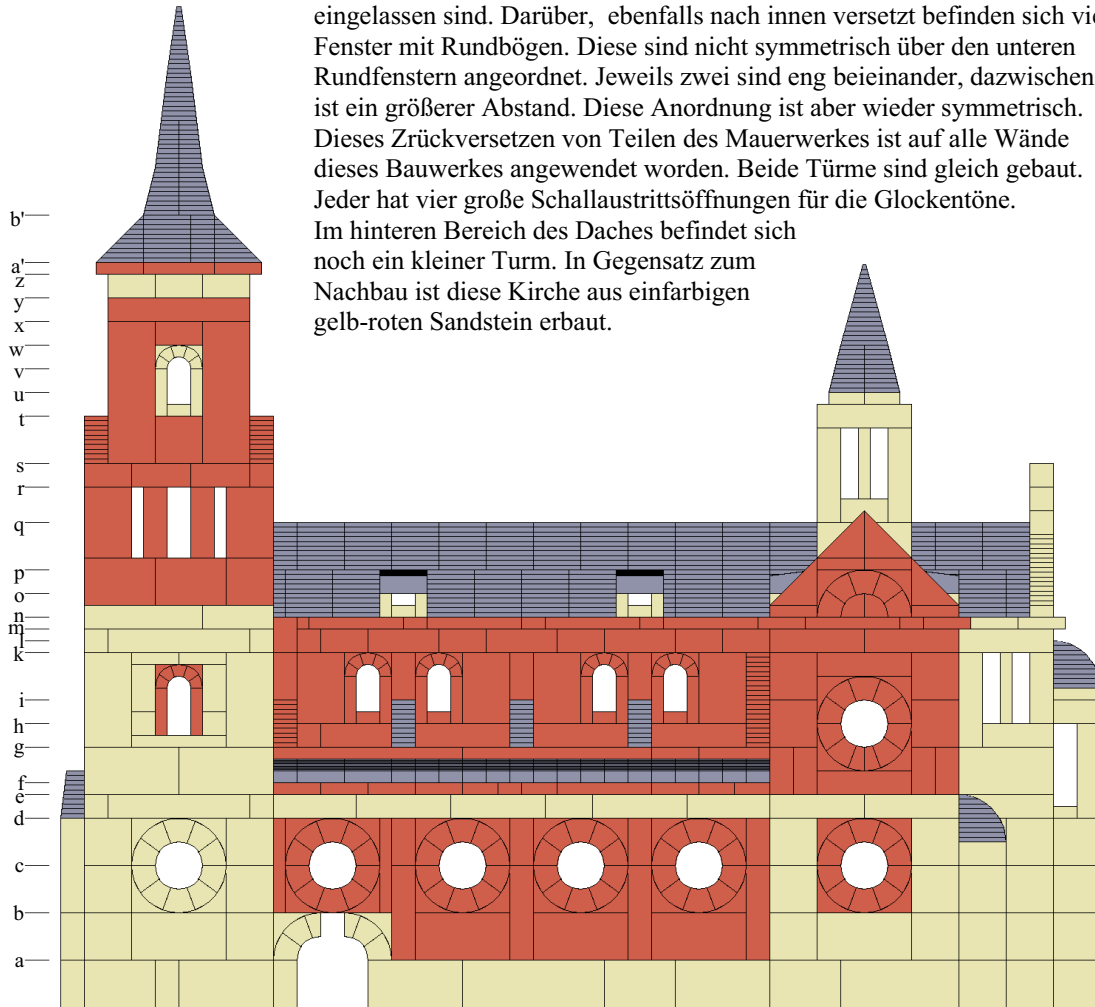 eingelassen sind. Darüber, ebenfalls nach innen versetzt befinden sich
Fenster mit Rundbögen. Diese sind nicht symmetrisch über den unteren
Rundfenstern angeordnet. Jeweils zwei sind eng beieinander, dazwischen
ist ein größerer Abstand. Diese Anordnung ist aber wieder symmetrisch.
Dieses Zrückversetzen von Teilen des Mauerwerkes ist auf alle Wände
dieses Bauwerkes angewendet worden. Beide Türme sind gleich gebaut.
Jeder hat vier große Schallaustrittsöffnungen für die Glockentöne.
Im hinteren Bereich des Daches befindet sich
noch ein kleiner Turm. In Gegensatz zum
Nachbau ist diese Kirche aus einfarbigen
gelb-roten Sandstein erbaut.
b'
a'
z
y
x
w
v
u
t
s
r
q
p
o
n
m
l
k
i
h
g
f
e
d
c
b
a